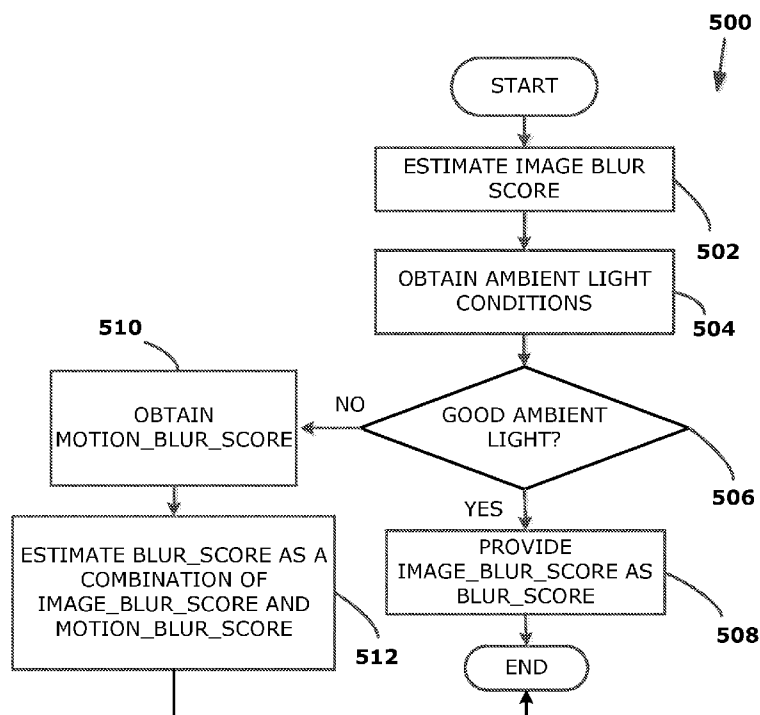 500
START
ESTIMATE IMAGE BLUR
SCORE
502
OBTAIN AMBIENT LIGHT
CONDITIONS
504
510
OBTAIN
MOTION_BLUR_SCORE
NO
GOOD AMBIENT
LIGHT?
506
YES
ESTIMATE BLUR_SCORE AS A
COMBINATION OF
IMAGE_BLUR_SCORE AND
MOTION_BLUR_SCORE
512
PROVIDE
IMAGE_BLUR_SCORE AS
BLUR_SCORE
508
END